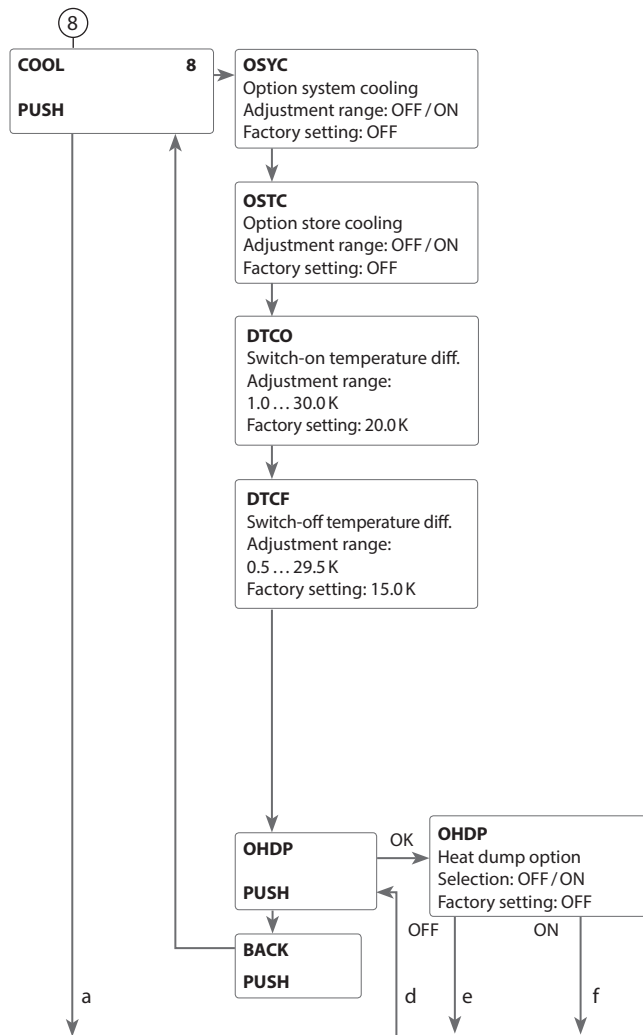 8
COOL 8
PUSH
OSYC
Option system cooling
Adjustment range: OFF / ON
Factory setting: OFF
OSTC
Option store cooling
Adjustment range: OFF / ON
Factory setting: OFF
DTCO
Switch-on temperature diff.
Adjustment range:
1.0 … 30.0 K
Factory setting: 20.0 K
DTCF
Switch-off temperature diff.
Adjustment range:
0.5 … 29.5 K
Factory setting: 15.0 K
OHDP
PUSH
OK
OHDP
Heat dump option
Selection: OFF / ON
Factory setting: OFF
OFF ON
BACK
PUSH
a d e f